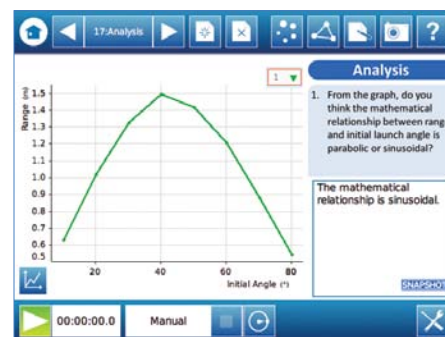 17:Analysis
?
1
Analysis
1. From the graph, do you
think the mathematical
relationship between rang
and initial launch angle is
parabolic or sinusoidal?
The mathematical
relationship is sinusoidal.
SNAPSHOT
Range (m)
1.5
1.4
1.3
1.2
1.1
1.0
0.9
0.8
0.6
0.5
20
40
60
80
Initial Angle (°)
00:00:00.0
Manual